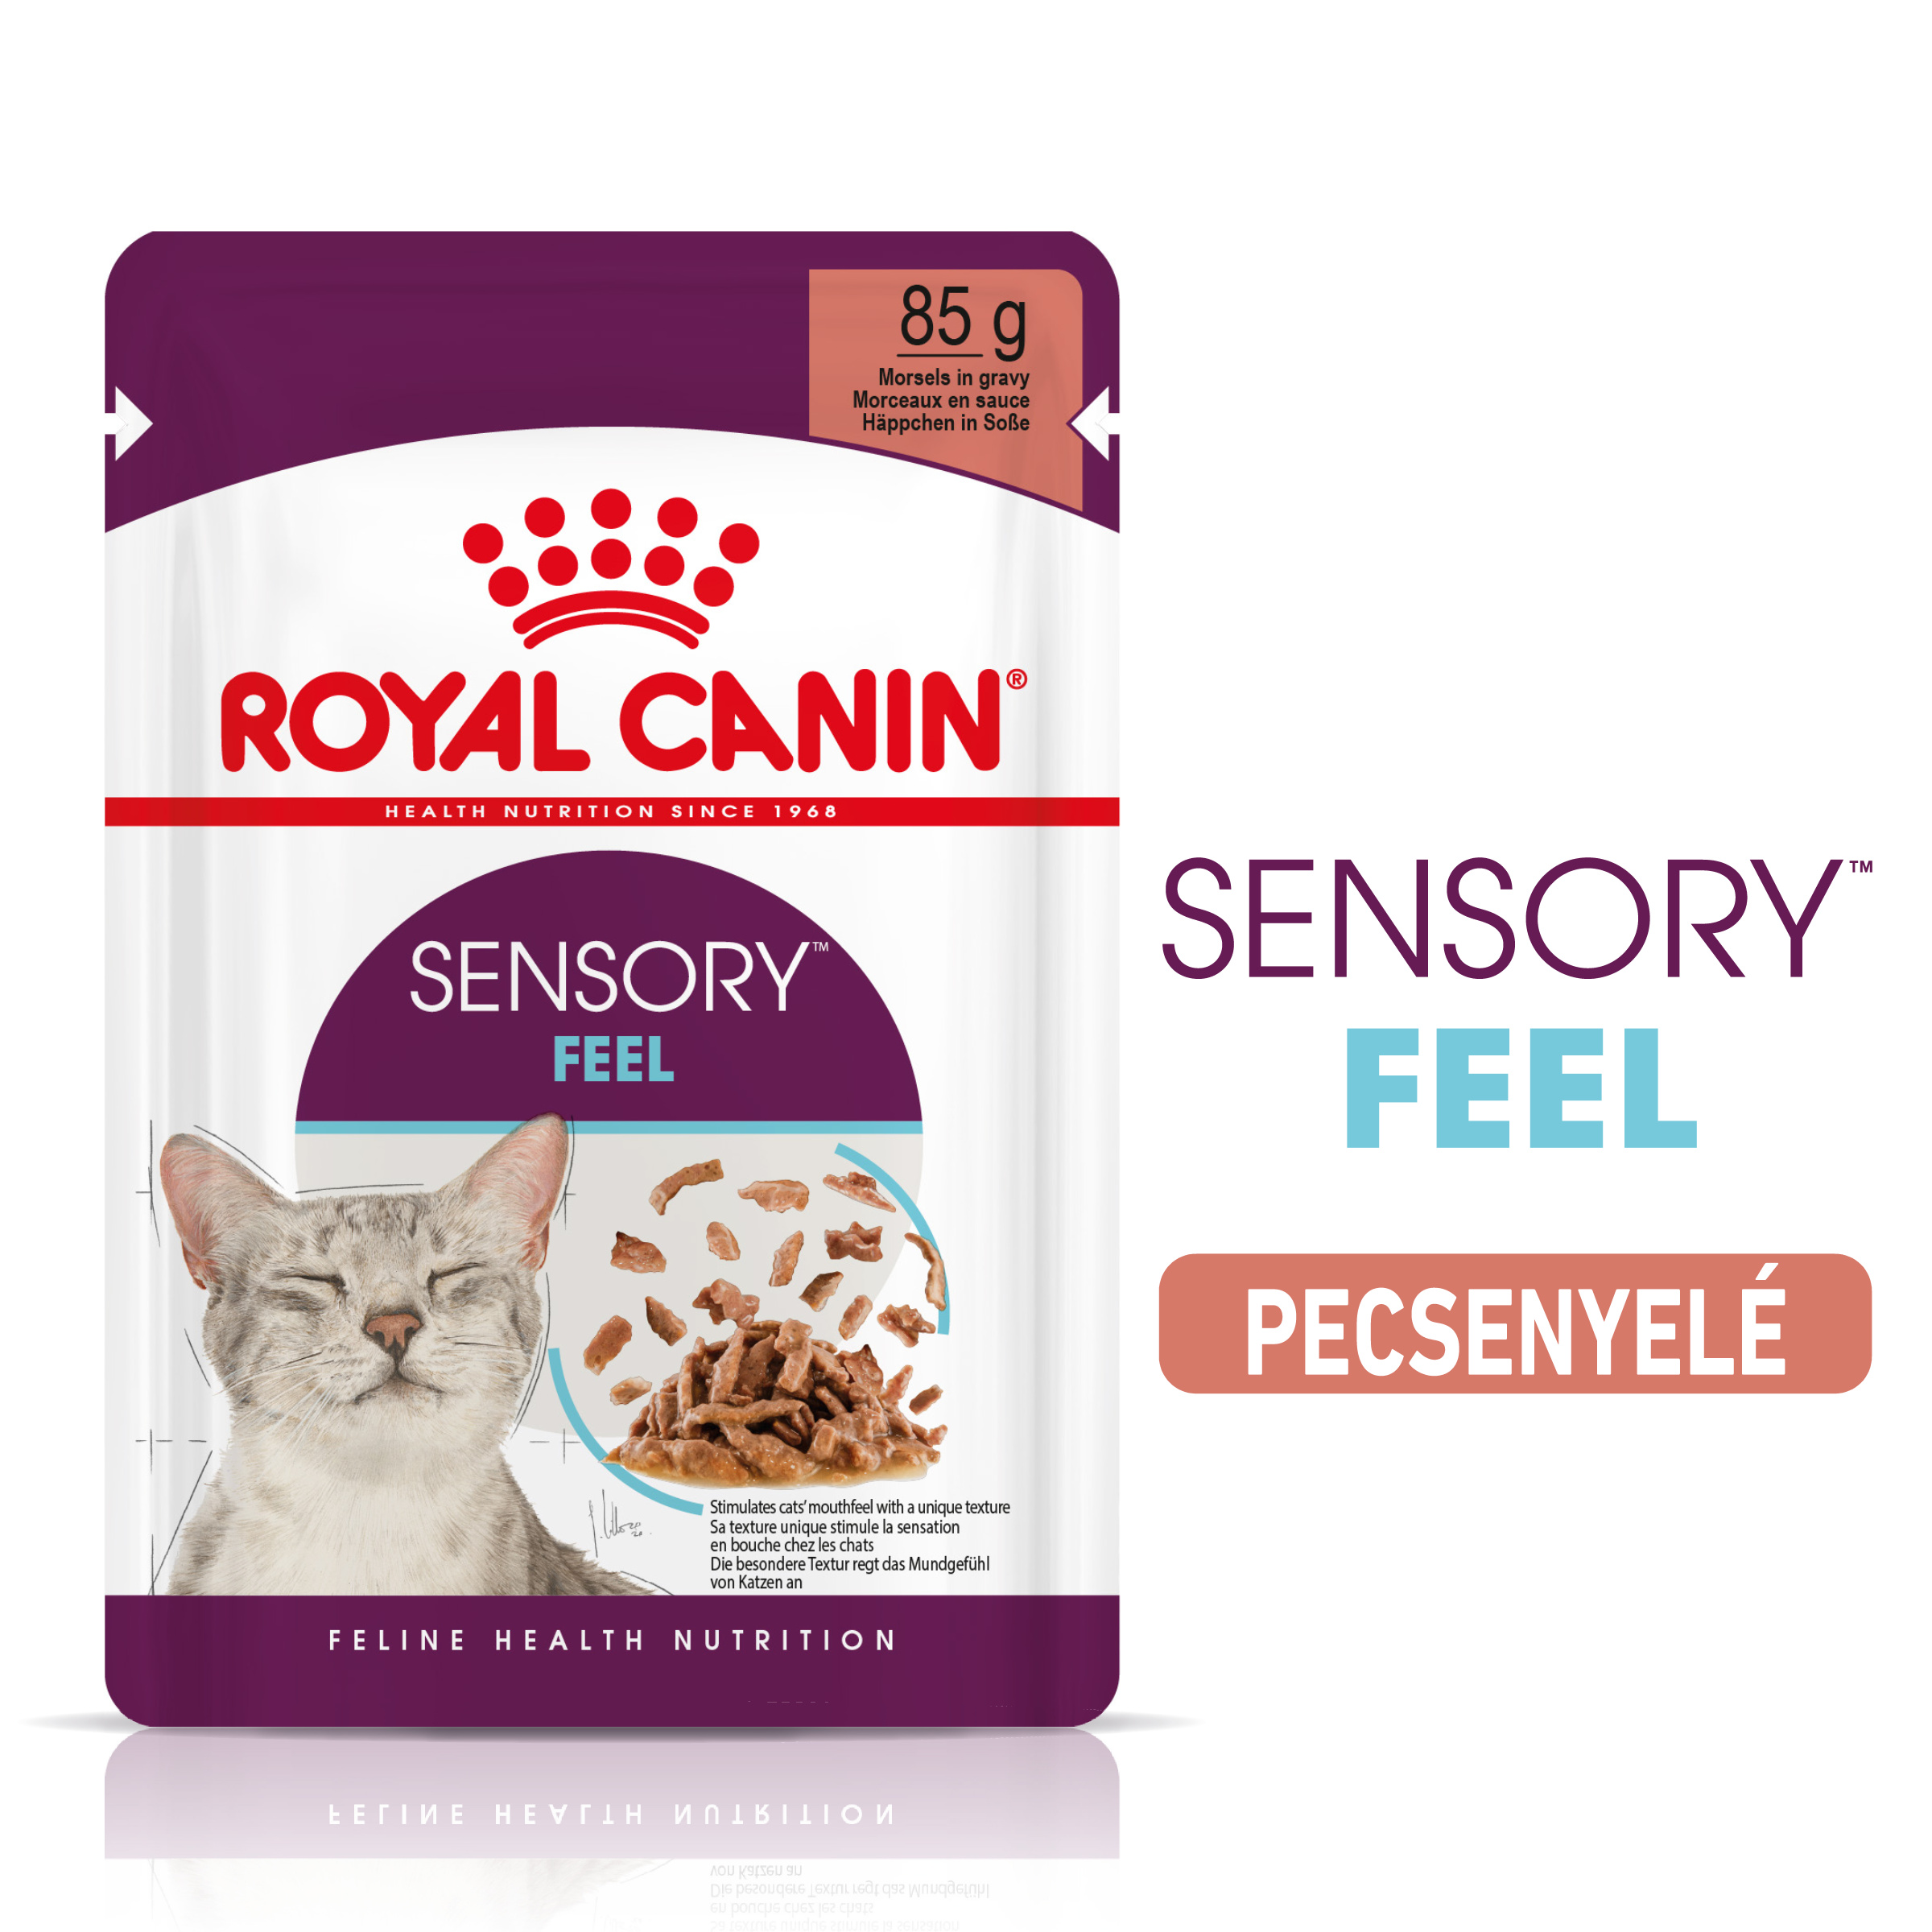 85 g
Morsels in gravy
Morceaux en sauce
Häppchen in Soße
ROYAL CANIN®
HEALTH NUTRITION SINCE 1968
SENSORY™
FEEL
Stimulates cats' mouthfeel with a unique texture
Sa texture unique stimule la sensation
en bouche chez les chats
Die besondere Textur regt das Mundgefühl
von Katzen an
FELINE HEALTH NUTRITION
SENSORY™
FEEL
PECSENYELÉ